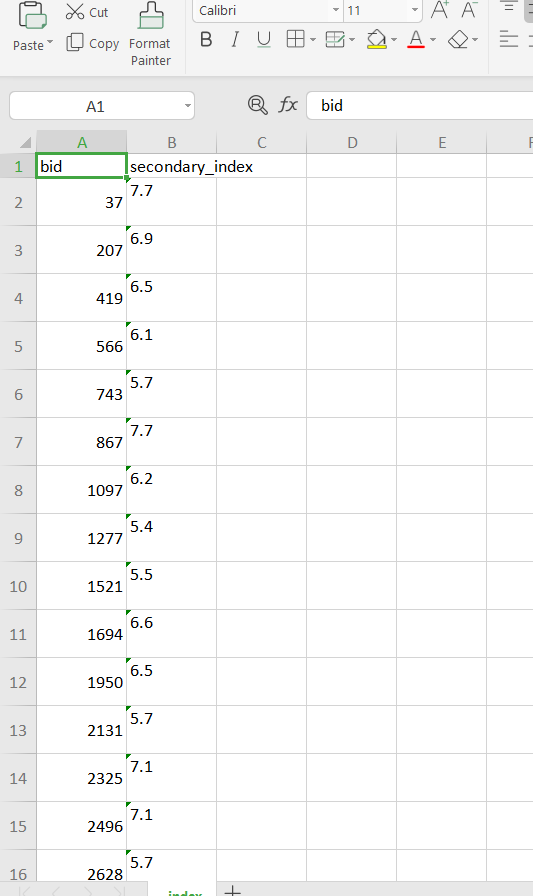 Cut
Calibri 11 A+ A-
Paste Copy Format Painter
B I U A
A1 fx bid
A B C D E F
1 bid secondary_index
2 37 7.7
3 207 6.9
4 419 6.5
5 566 6.1
6 743 5.7
7 867 7.7
8 1097 6.2
9 1277 5.4
10 1521 5.5
11 1694 6.6
12 1950 6.5
13 2131 5.7
14 2325 7.1
15 2496 7.1
16 2628 5.7
index